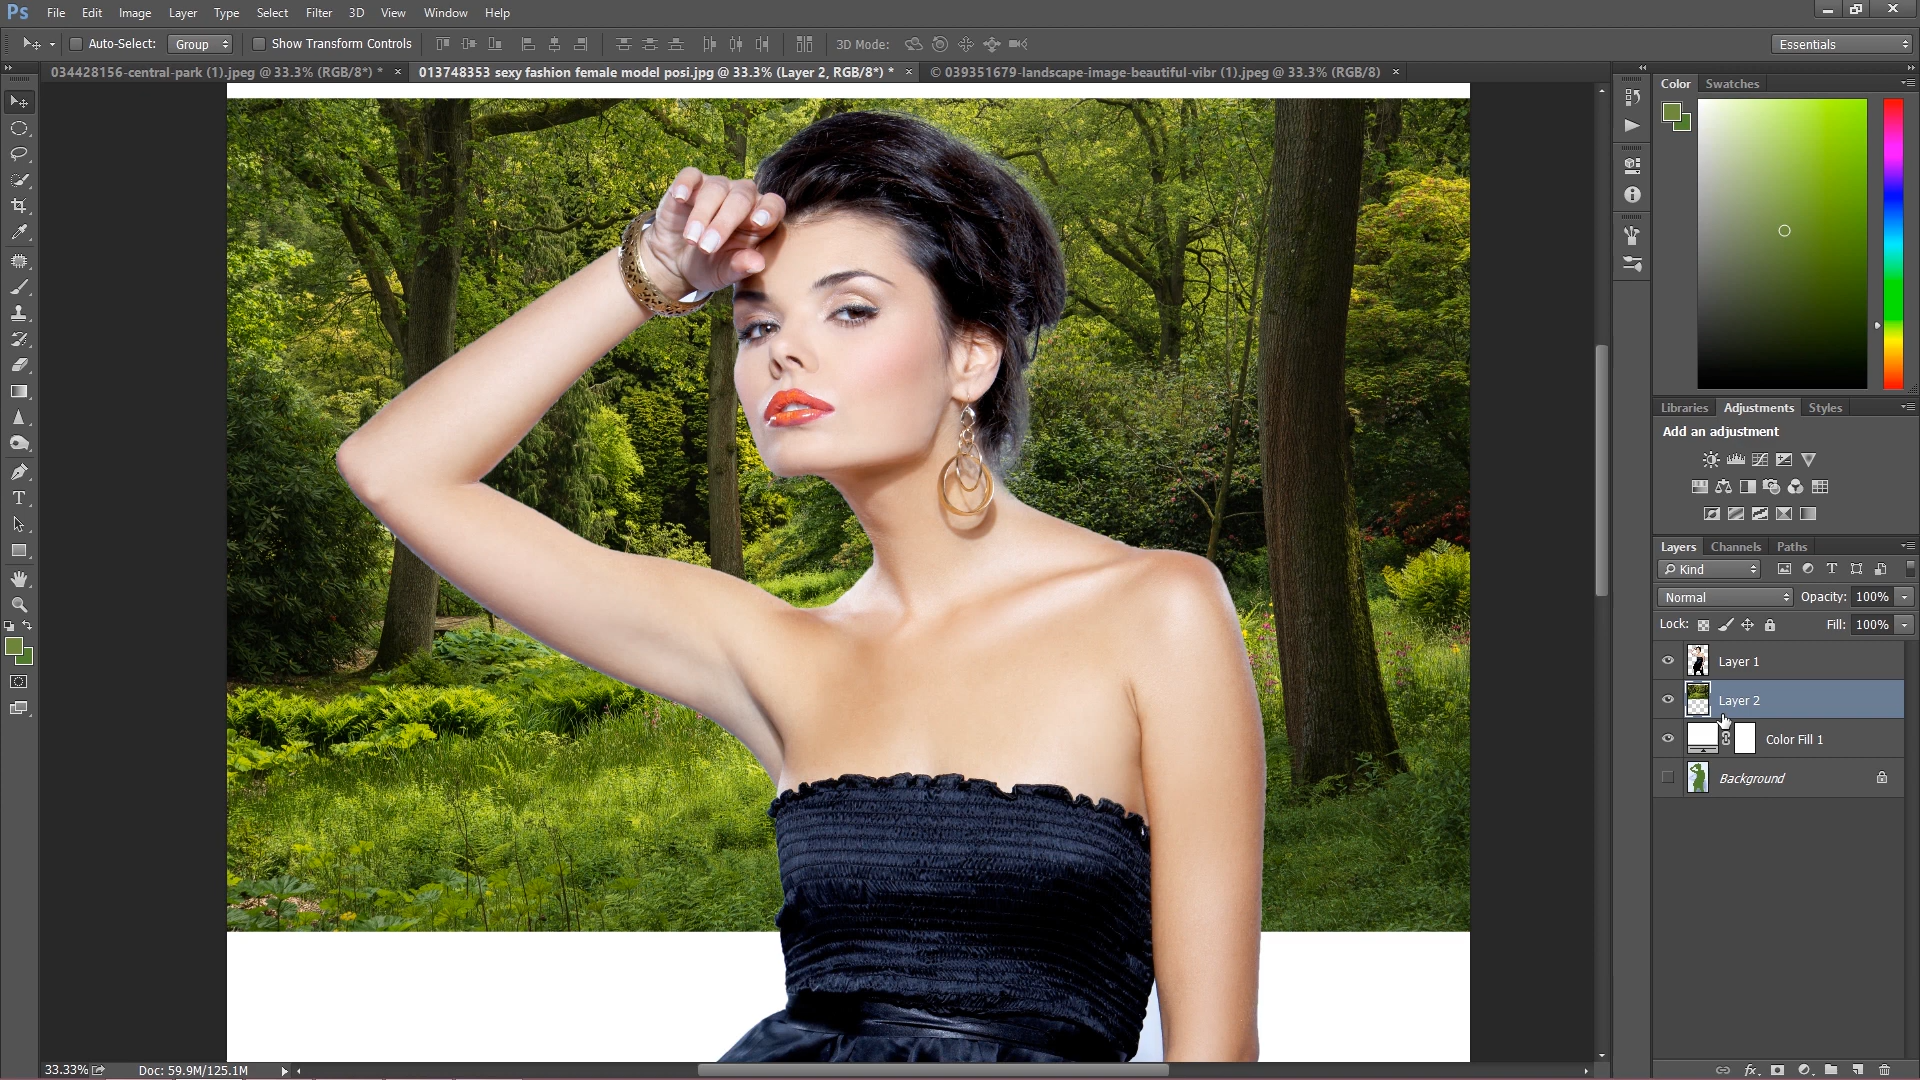 Ps File Edit Image Layer Type Select Filter 3D View Window Help
Auto-Select: Group Show Transform Controls 3D Mode: Essentials
034428156-central-park (1).jpeg @ 33.3% (RGB/8*) * × 013748353 sexy fashion female model posi.jpg @ 33.3% (Layer 2, RGB/8*) * × © 039351679-landscape-image-beautiful-vibr (1).jpeg @ 33.3% (RGB/8) ×
Color Swatches
Libraries Adjustments Styles
Add an adjustment
Layers Channels Paths
Kind
Normal Opacity: 100%
Lock: Fill: 100%
Layer 1
Layer 2
Color Fill 1
Background
33.33% Doc: 59.9M/125.1M